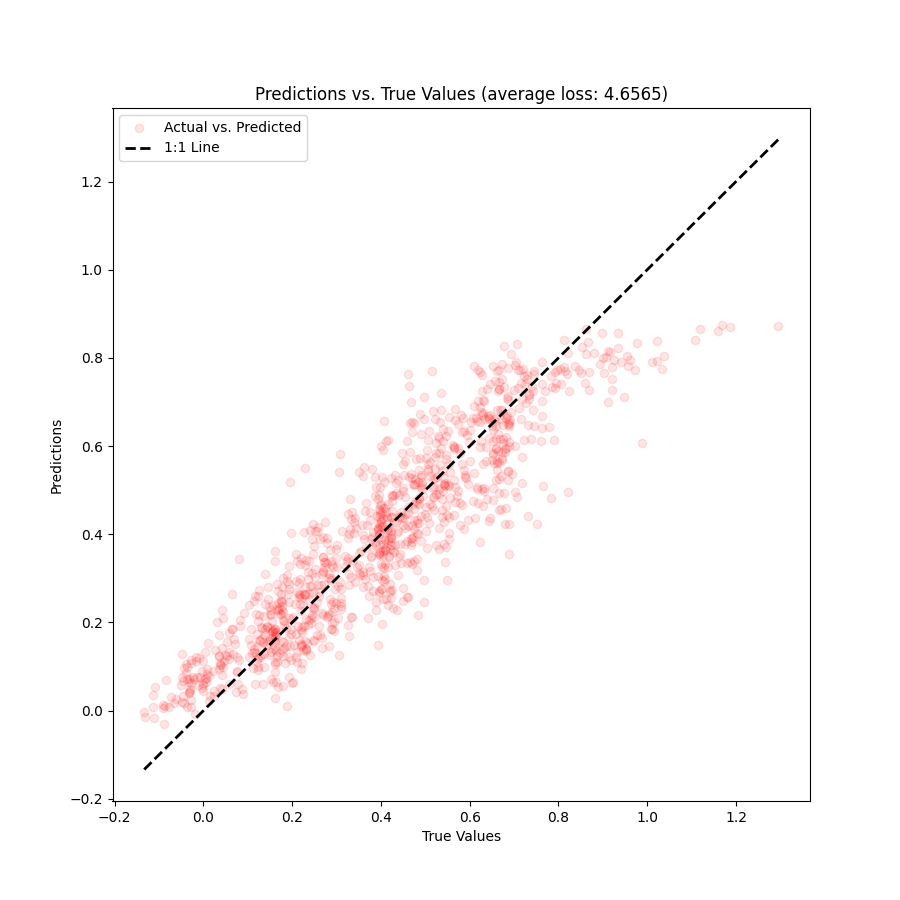 Predictions vs. True Values (average loss: 4.6565)
Actual vs. Predicted
1:1 Line
1.2
1.0
0.8
0.6
0.4
0.2
0.0
−0.2
Predictions
−0.2 0.0 0.2 0.4 0.6 0.8 1.0 1.2
True Values